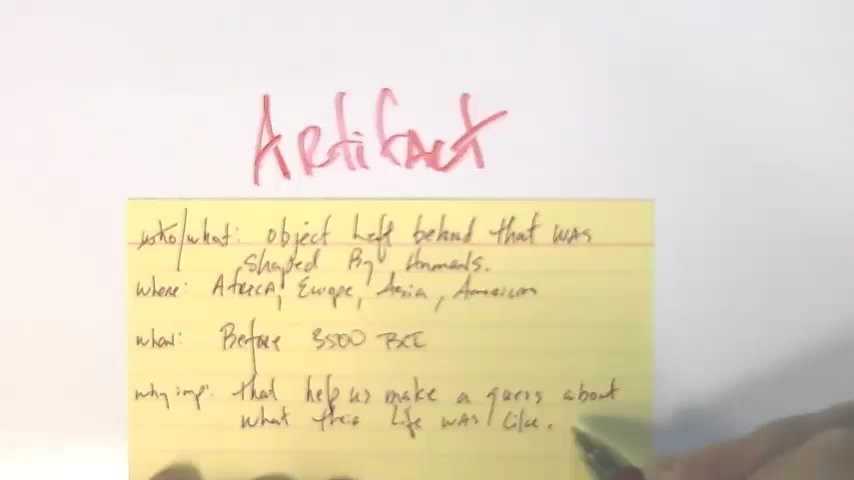 Artifact
who/what: object left behind that was
shaped By Humans.
where: Africa, Europe, Asia, Americas
when: Before 3500 BCE
why imp: that help us make a guess about
what their life was like.